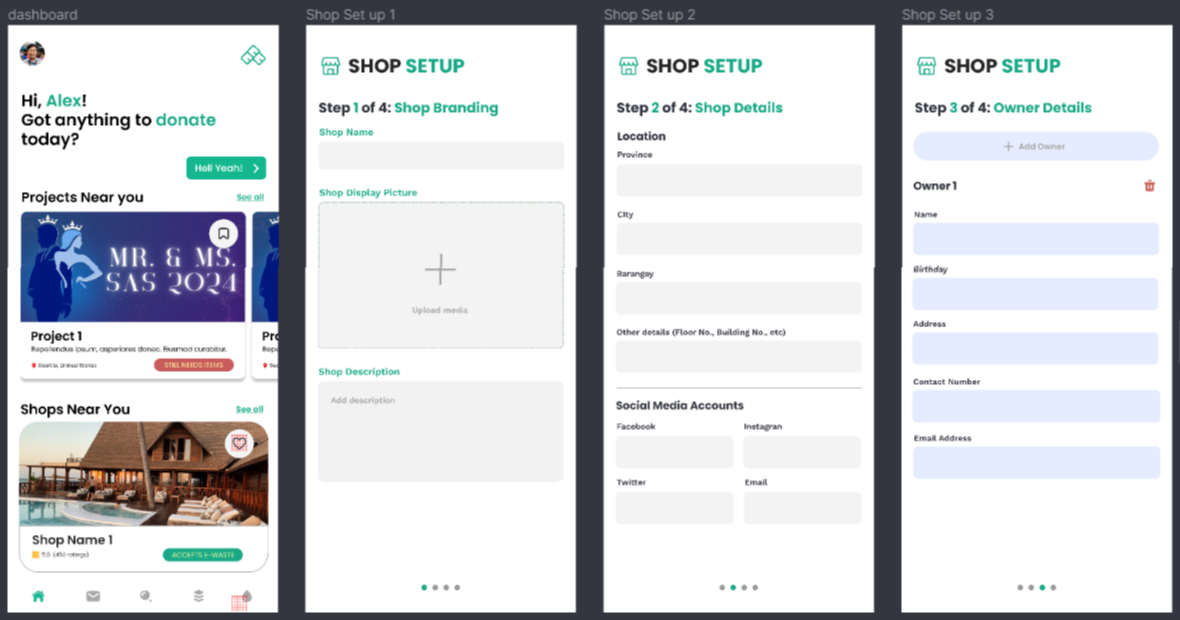 dashboard
Hi, Alex!
Got anything to donate
today?
Hell Yeah!
Projects Near you
See all
MR. & MS.
SAS 2024
Project 1
Repellendus ipsum, asperiores donec. Eiusmod curabitur.
Seattle, United States
STILL NEEDS ITEMS
Pro
Shops Near You
See all
Shop Name 1
5.0 (452 ratings)
ACCEPTS E-WASTE
Shop Set up 1
SHOP SETUP
Step 1 of 4: Shop Branding
Shop Name
Shop Display Picture
Upload media
Shop Description
Add description
Shop Set up 2
SHOP SETUP
Step 2 of 4: Shop Details
Location
Province
City
Barangay
Other details (Floor No., Building No., etc)
Social Media Accounts
Facebook
Instagran
Twitter
Email
Shop Set up 3
SHOP SETUP
Step 3 of 4: Owner Details
Add Owner
Owner 1
Name
Birthday
Address
Contact Number
Email Address